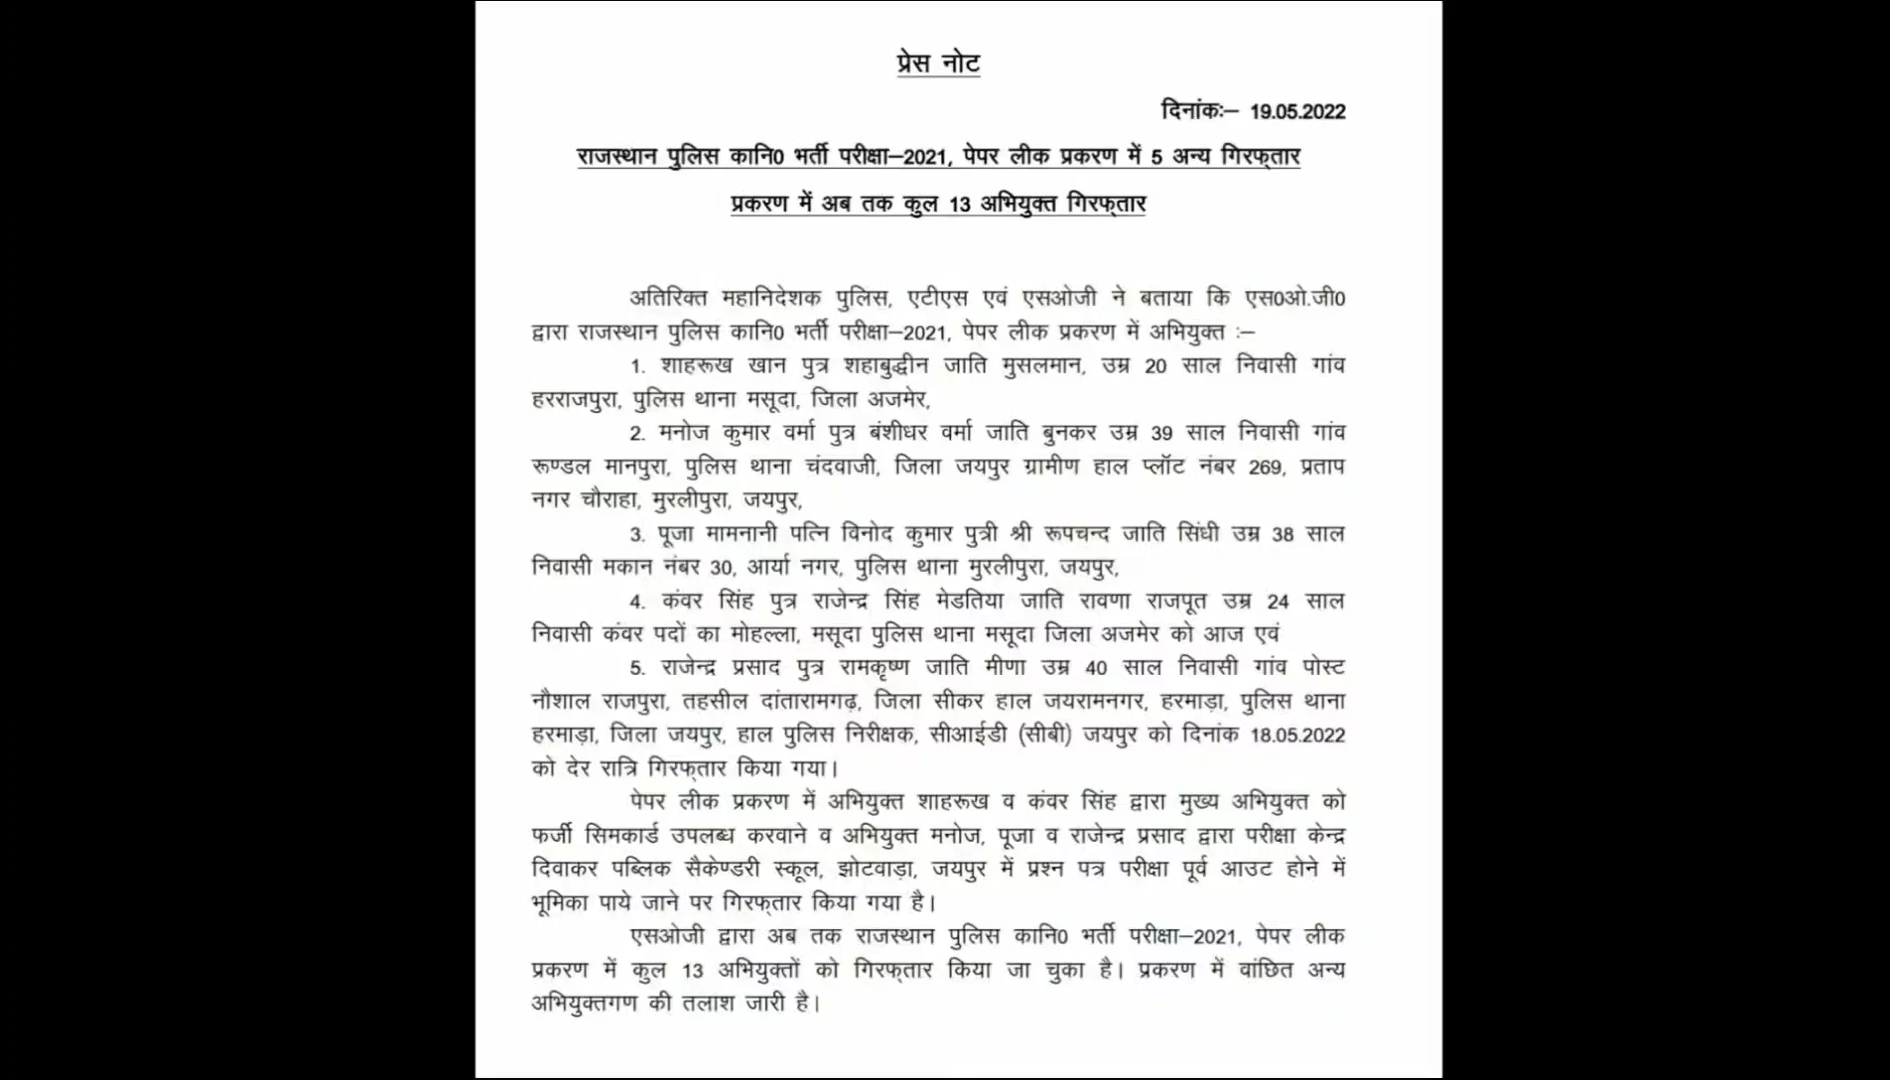 प्रेस नोट
दिनांकः– 19.05.2022
राजस्थान पुलिस कानि0 भर्ती परीक्षा–2021, पेपर लीक प्रकरण में 5 अन्य गिरफ्तार
प्रकरण में अब तक कुल 13 अभियुक्त गिरफ्तार
अतिरिक्त महानिदेशक पुलिस, एटीएस एवं एसओजी ने बताया कि एस0ओ.जी0
द्वारा राजस्थान पुलिस कानि0 भर्ती परीक्षा–2021, पेपर लीक प्रकरण में अभियुक्त :–
1. शाहरूख खान पुत्र शहाबुद्धीन जाति मुसलमान, उम्र 20 साल निवासी गांव
हरराजपुरा, पुलिस थाना मसूदा, जिला अजमेर,
2. मनोज कुमार वर्मा पुत्र बंशीधर वर्मा जाति बुनकर उम्र 39 साल निवासी गांव
रूण्डल मानपुरा, पुलिस थाना चंदवाजी, जिला जयपुर ग्रामीण हाल प्लॉट नंबर 269, प्रताप
नगर चौराहा, मुरलीपुरा, जयपुर,
3. पूजा मामनानी पत्नि विनोद कुमार पुत्री श्री रूपचन्द जाति सिंधी उम्र 38 साल
निवासी मकान नंबर 30, आर्या नगर, पुलिस थाना मुरलीपुरा, जयपुर,
4. कंवर सिंह पुत्र राजेन्द्र सिंह मेडतिया जाति रावणा राजपूत उम्र 24 साल
निवासी कंवर पदों का मोहल्ला, मसूदा पुलिस थाना मसूदा जिला अजमेर को आज एवं
5. राजेन्द्र प्रसाद पुत्र रामकृष्ण जाति मीणा उम्र 40 साल निवासी गांव पोस्ट
नौशाल राजपुरा, तहसील दांतारामगढ़, जिला सीकर हाल जयरामनगर, हरमाड़ा, पुलिस थाना
हरमाड़ा, जिला जयपुर, हाल पुलिस निरीक्षक, सीआईडी (सीबी) जयपुर को दिनांक 18.05.2022
को देर रात्रि गिरफ्तार किया गया।
पेपर लीक प्रकरण में अभियुक्त शाहरूख व कंवर सिंह द्वारा मुख्य अभियुक्त को
फर्जी सिमकार्ड उपलब्ध करवाने व अभियुक्त मनोज, पूजा व राजेन्द्र प्रसाद द्वारा परीक्षा केन्द्र
दिवाकर पब्लिक सैकेण्डरी स्कूल, झोटवाड़ा, जयपुर में प्रश्न पत्र परीक्षा पूर्व आउट होने में
भूमिका पाये जाने पर गिरफ्तार किया गया है।
एसओजी द्वारा अब तक राजस्थान पुलिस कानि0 भर्ती परीक्षा–2021, पेपर लीक
प्रकरण में कुल 13 अभियुक्तों को गिरफ्तार किया जा चुका है। प्रकरण में वांछित अन्य
अभियुक्तगण की तलाश जारी है।